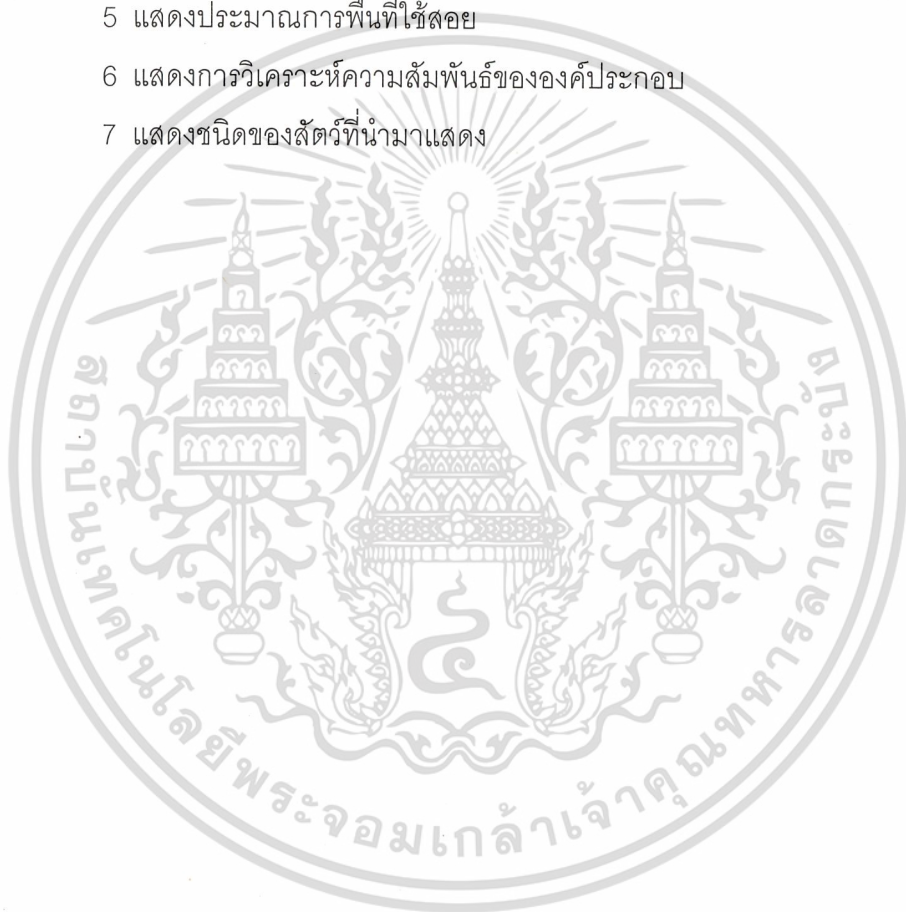 5 แสดงประมาณการพื้นที่ใช้สอย
6 แสดงการวิเคราะห์ความสัมพันธ์ขององค์ประกอบ
7 แสดงชนิดของสัตว์ที่นำมาแสดง
สถาบันเทคโนโลยีพระจอมเกล้าเจ้าคุณทหารลาดกระบัง
๔